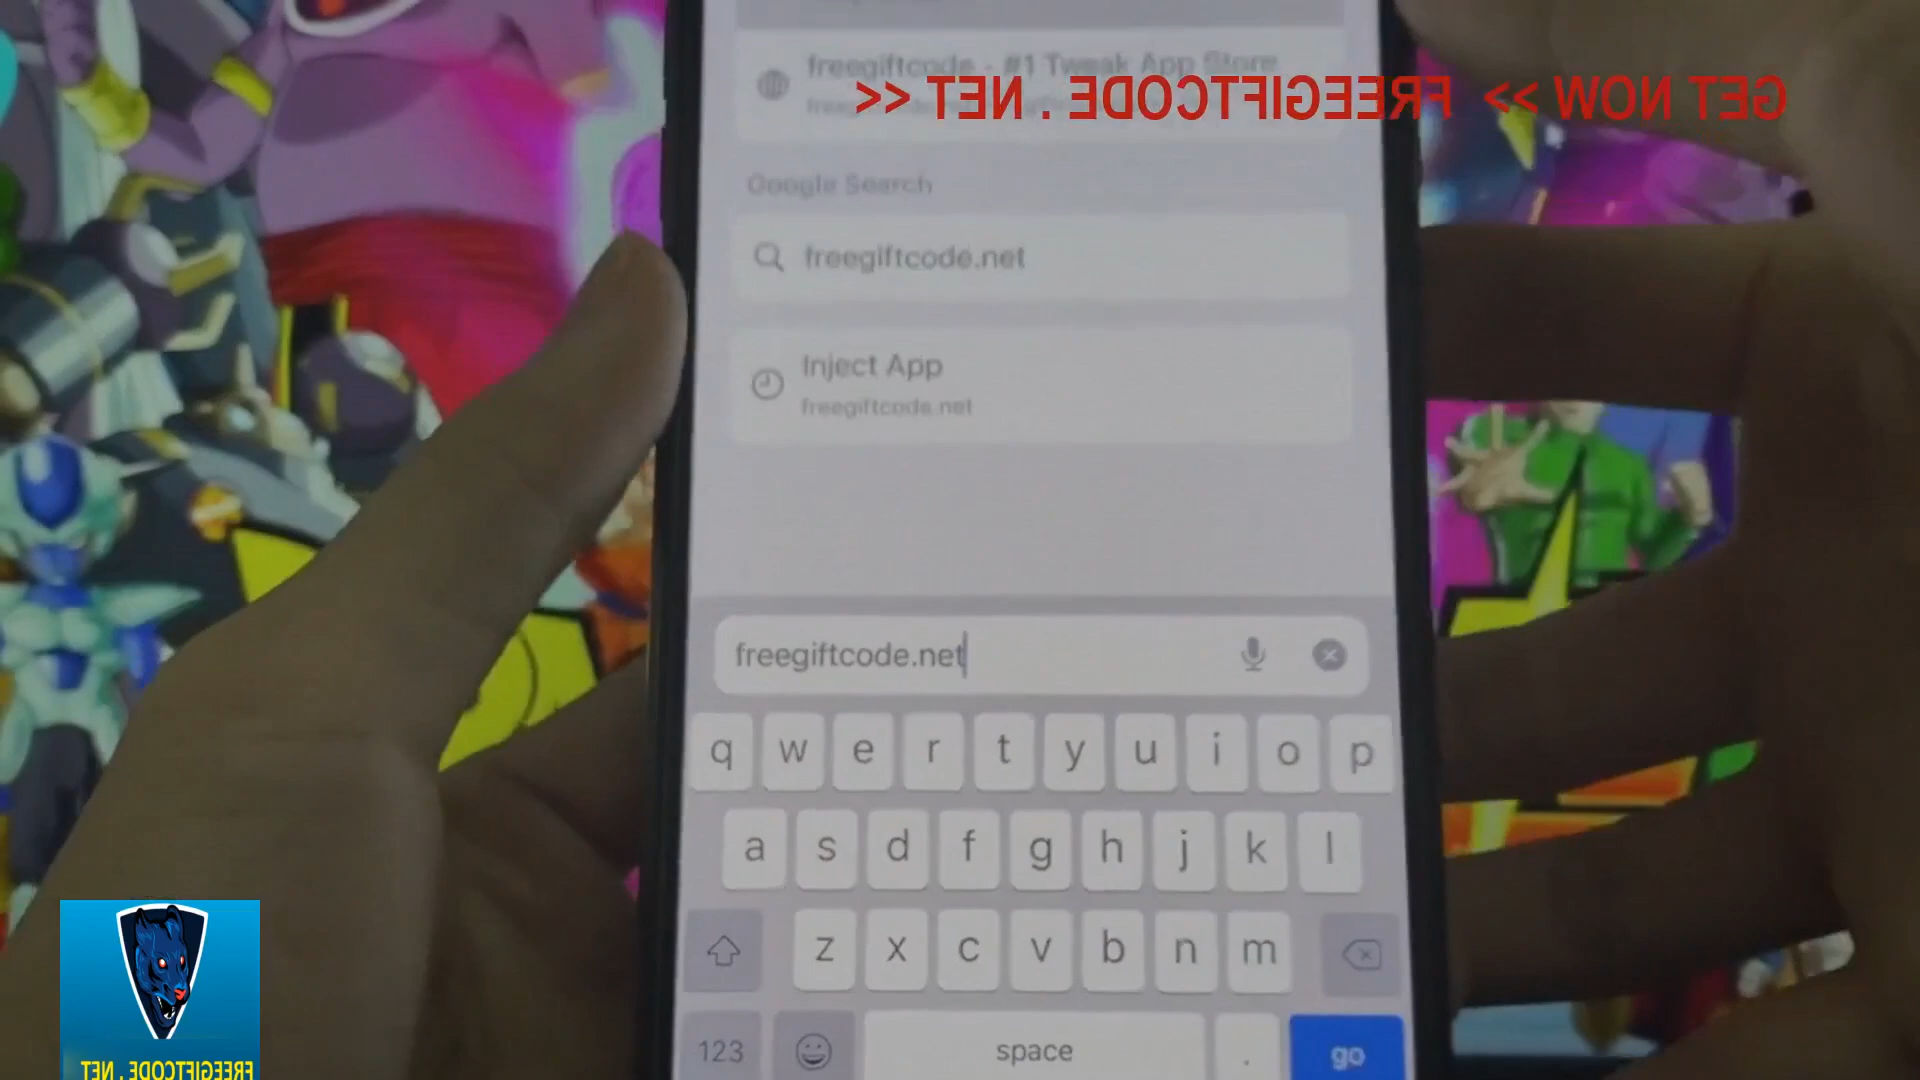 freegiftcode - #1 Tweak App Store
GET NOW >> FREEGIFTCODE . NET <<
Google Search
freegiftcode.net
Inject App
freegiftcode.net
freegiftcode.net
q w e r t y u i o p
a s d f g h j k l
z x c v b n m
123 space . go
FREEGIFTCODE . NET